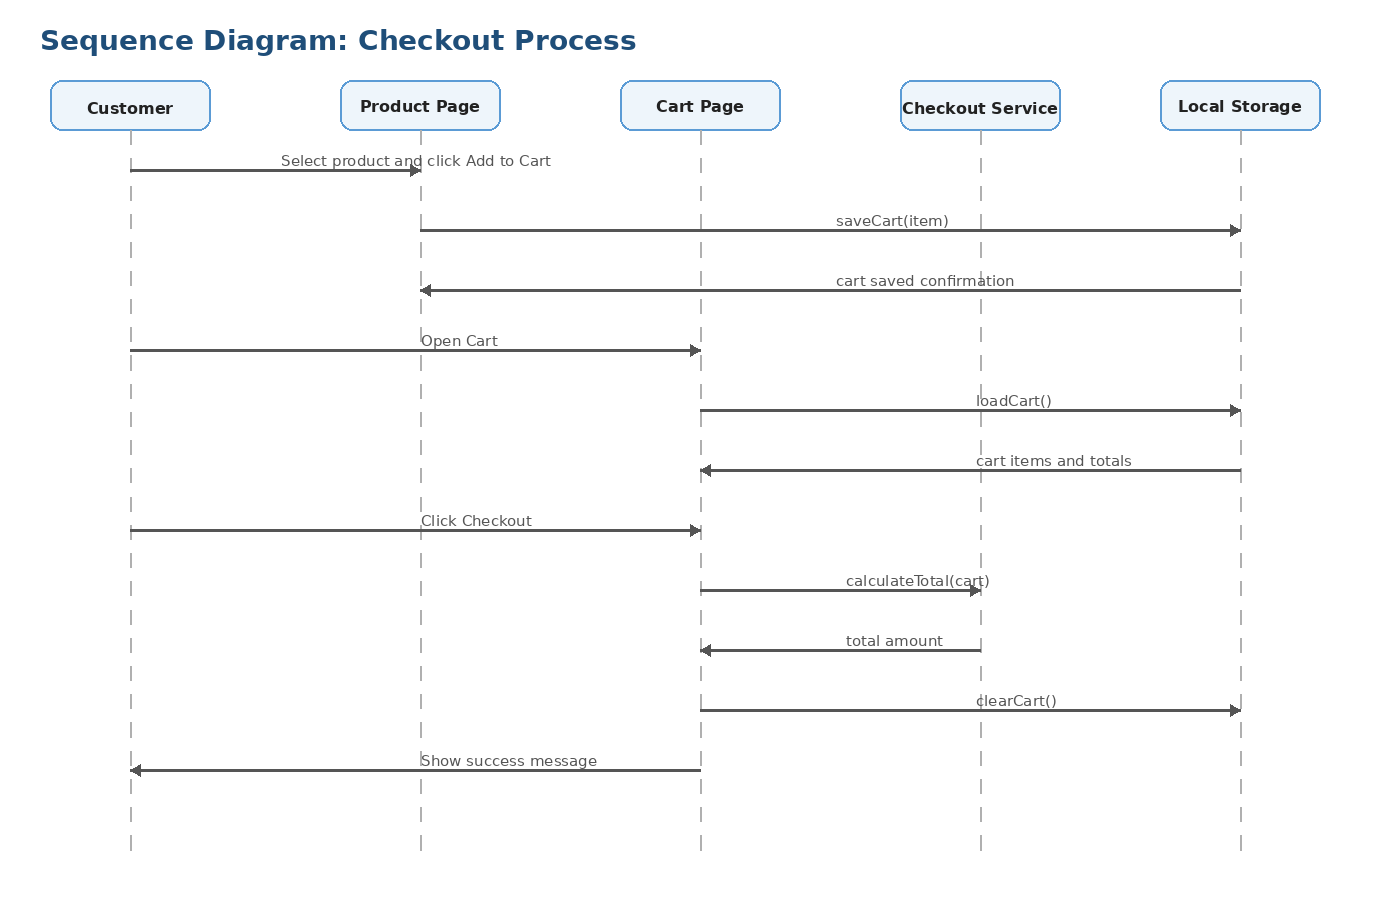 Sequence Diagram: Checkout Process
Customer
Product Page
Cart Page
Checkout Service
Local Storage
Select product and click Add to Cart
saveCart(item)
cart saved confirmation
Open Cart
loadCart()
cart items and totals
Click Checkout
calculateTotal(cart)
total amount
clearCart()
Show success message